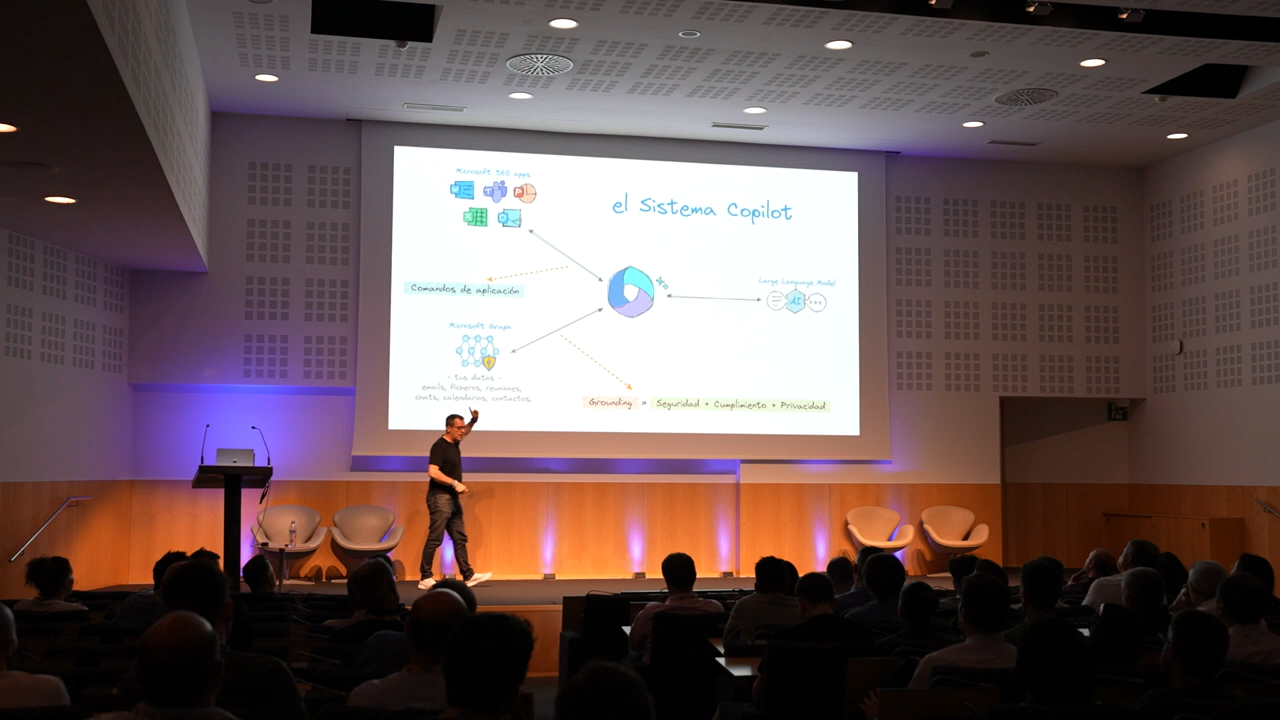 Microsoft 365 apps
el Sistema Copilot
Comandos de aplicación
Large Language Model
AI
Microsoft Graph
- tus datos -
emails, ficheros, reuniones,
chats, calendarios, contactos,
Grounding = Seguridad + Cumplimiento + Privacidad